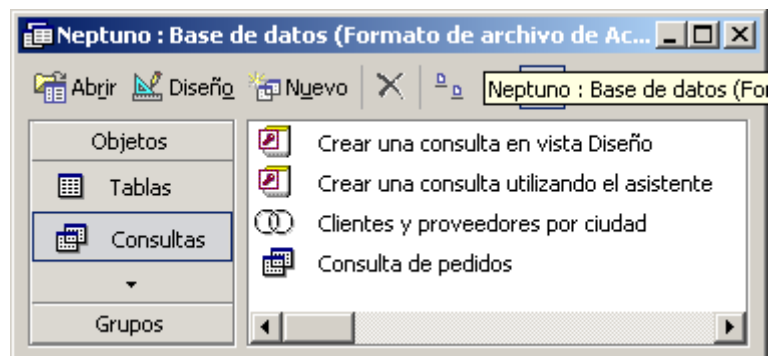 Neptuno : Base de datos (Formato de archivo de Ac...
Abrir Diseño Nuevo
Neptuno : Base de datos (For
Objetos
Tablas
Consultas
Grupos
Crear una consulta en vista Diseño
Crear una consulta utilizando el asistente
Clientes y proveedores por ciudad
Consulta de pedidos